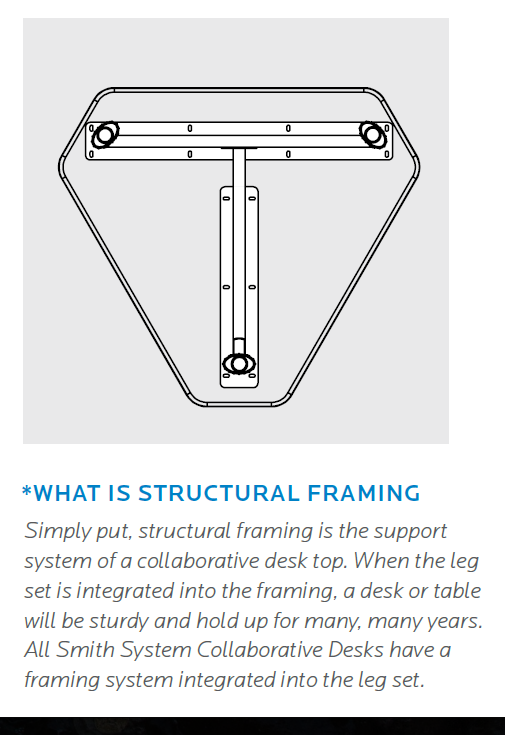 *WHAT IS STRUCTURAL FRAMING
Simply put, structural framing is the support
system of a collaborative desk top. When the leg
set is integrated into the framing, a desk or table
will be sturdy and hold up for many, many years.
All Smith System Collaborative Desks have a
framing system integrated into the leg set.